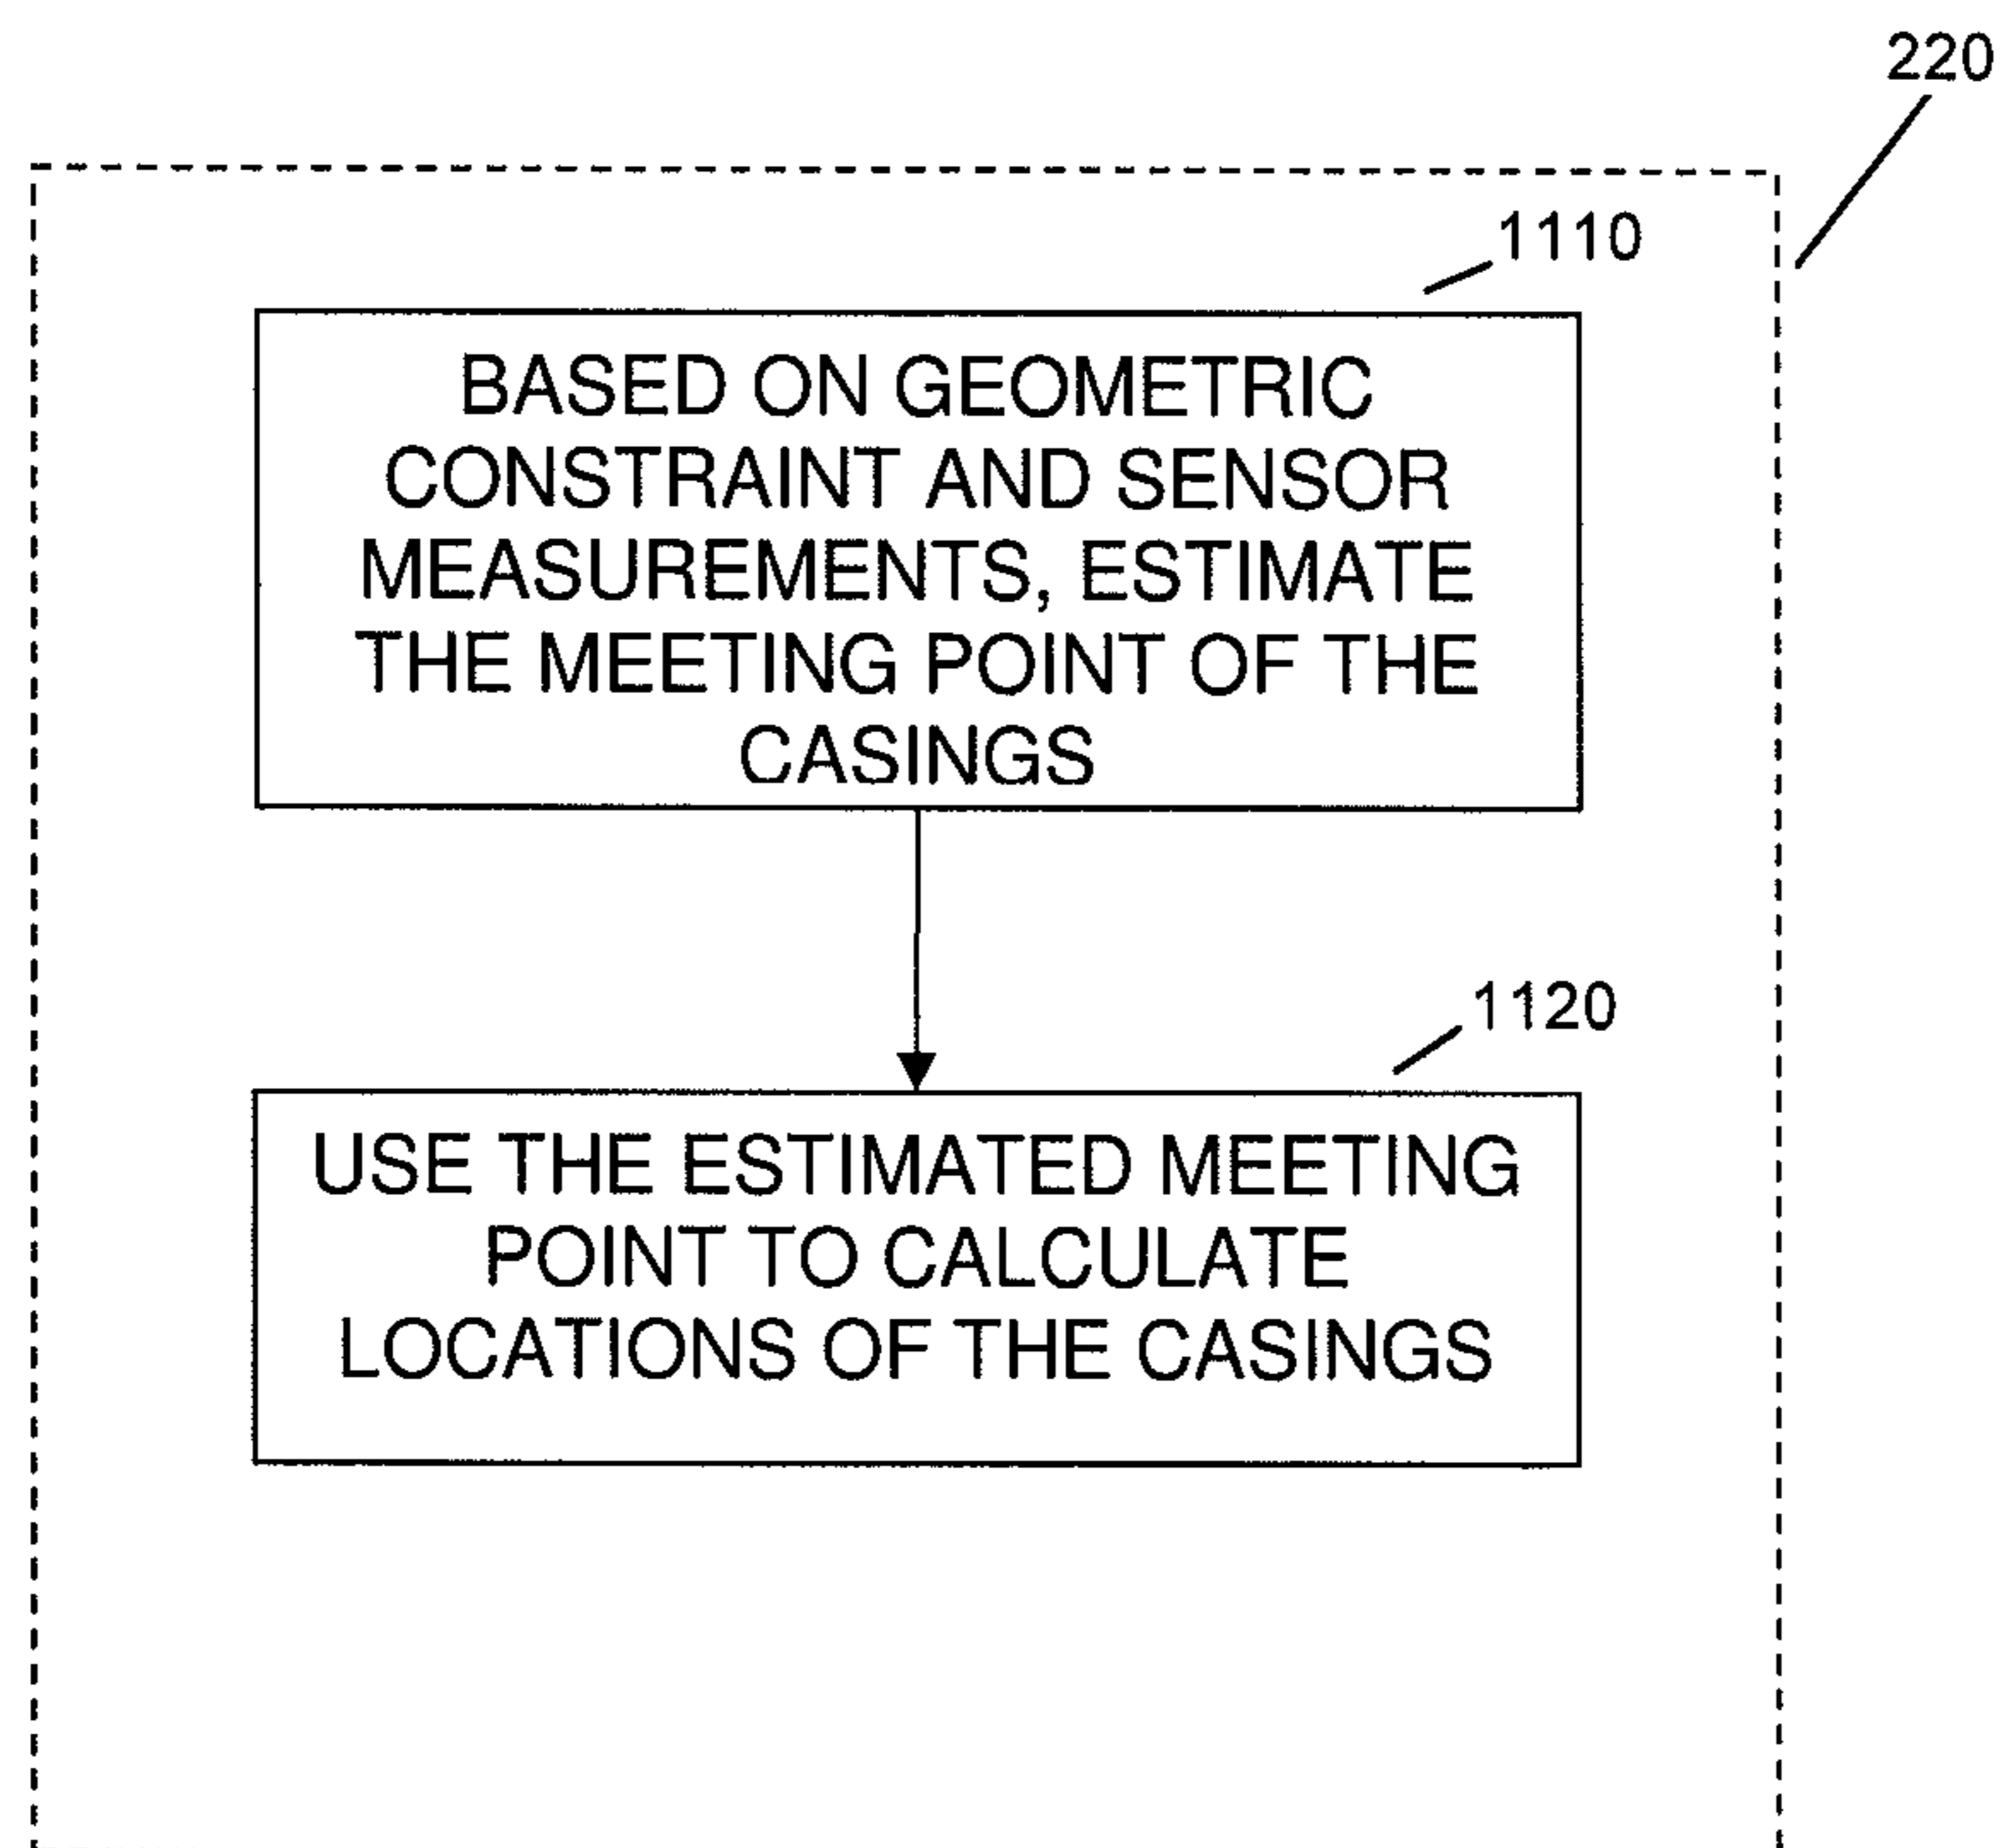 220
1110
BASED ON GEOMETRIC
CONSTRAINT AND SENSOR
MEASUREMENTS, ESTIMATE
THE MEETING POINT OF THE
CASINGS
1120
USE THE ESTIMATED MEETING
POINT TO CALCULATE
LOCATIONS OF THE CASINGS